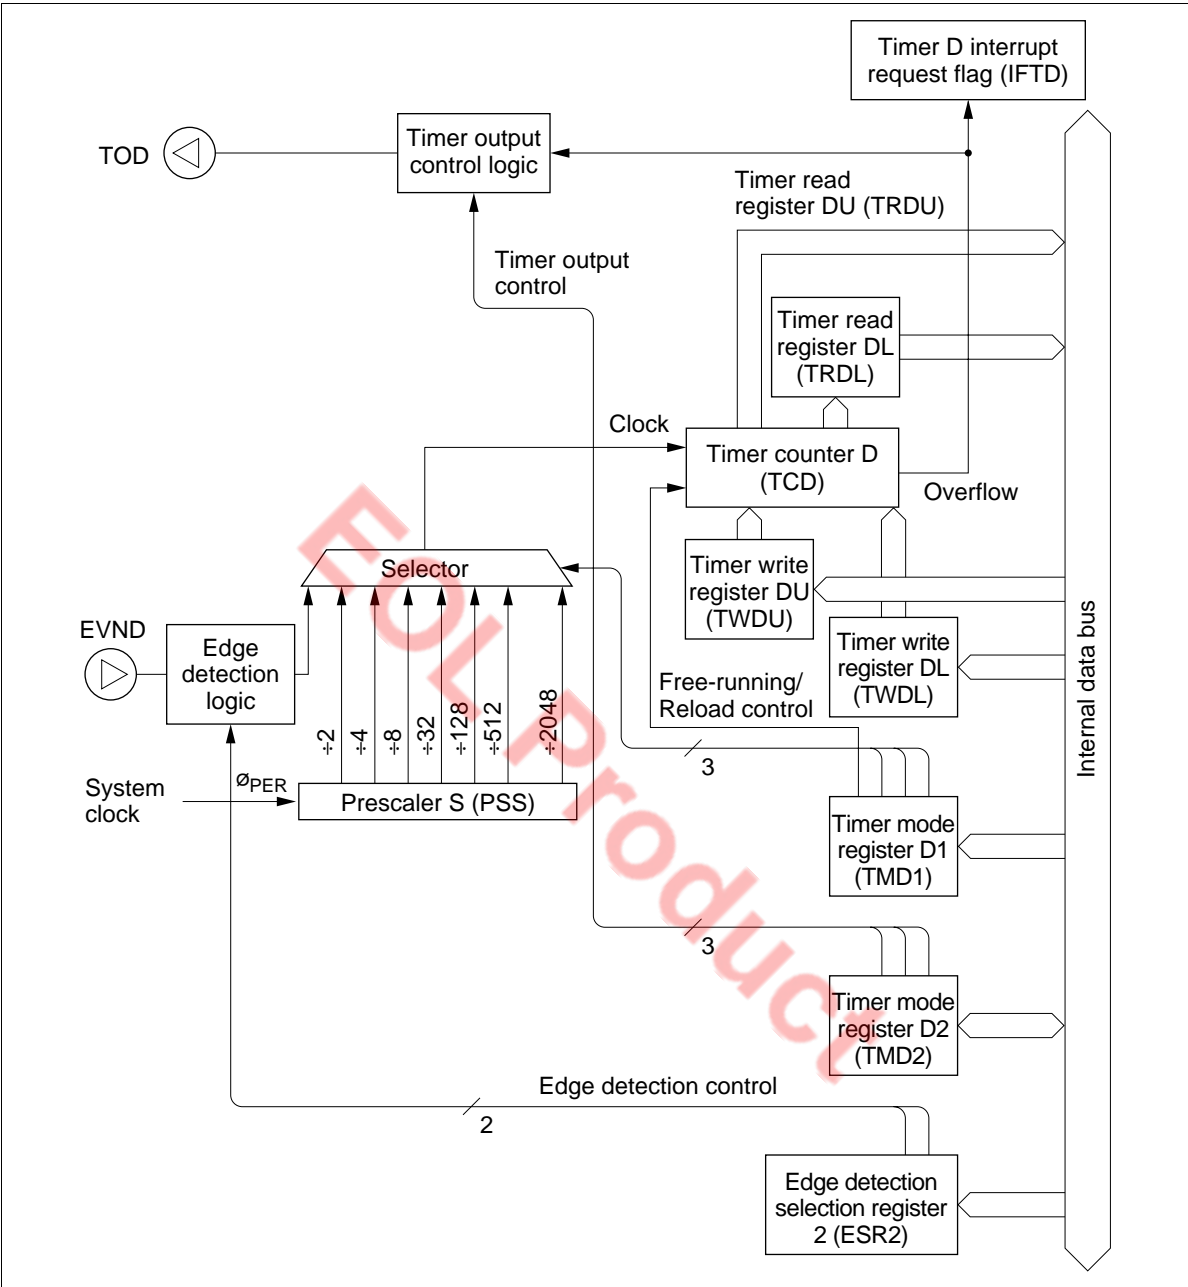 Timer D interrupt
request flag (IFTD)
TOD
Timer output
control logic
Timer read
register DU (TRDU)
Timer output
control
Timer read
register DL
(TRDL)
Clock
Timer counter D
(TCD)
Overflow
Selector
Timer write
register DU
(TWDU)
EVND
Edge
detection
logic
Timer write
register DL
(TWDL)
Internal data bus
Free-running/
Reload control
÷2
÷4
÷8
÷32
÷128
÷512
÷2048
3
System
clock
øPER
Prescaler S (PSS)
Timer mode
register D1
(TMD1)
3
Timer mode
register D2
(TMD2)
Edge detection control
2
Edge detection
selection register
2 (ESR2)
EOL Product